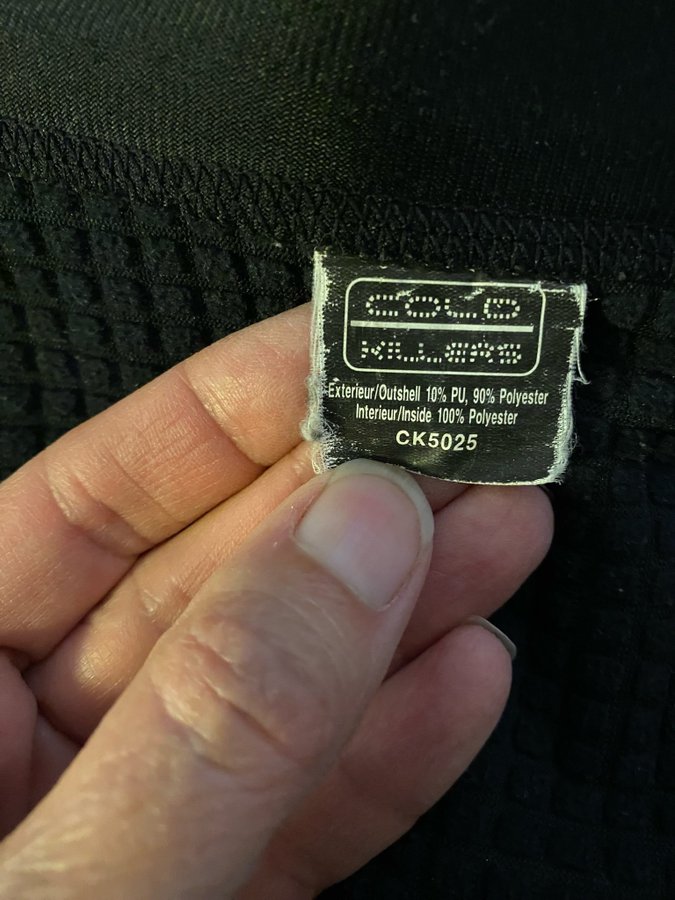 COLD
KILLERS
Exterieur/Outshell 10% PU, 90% Polyester
Interieur/Inside 100% Polyester
CK5025